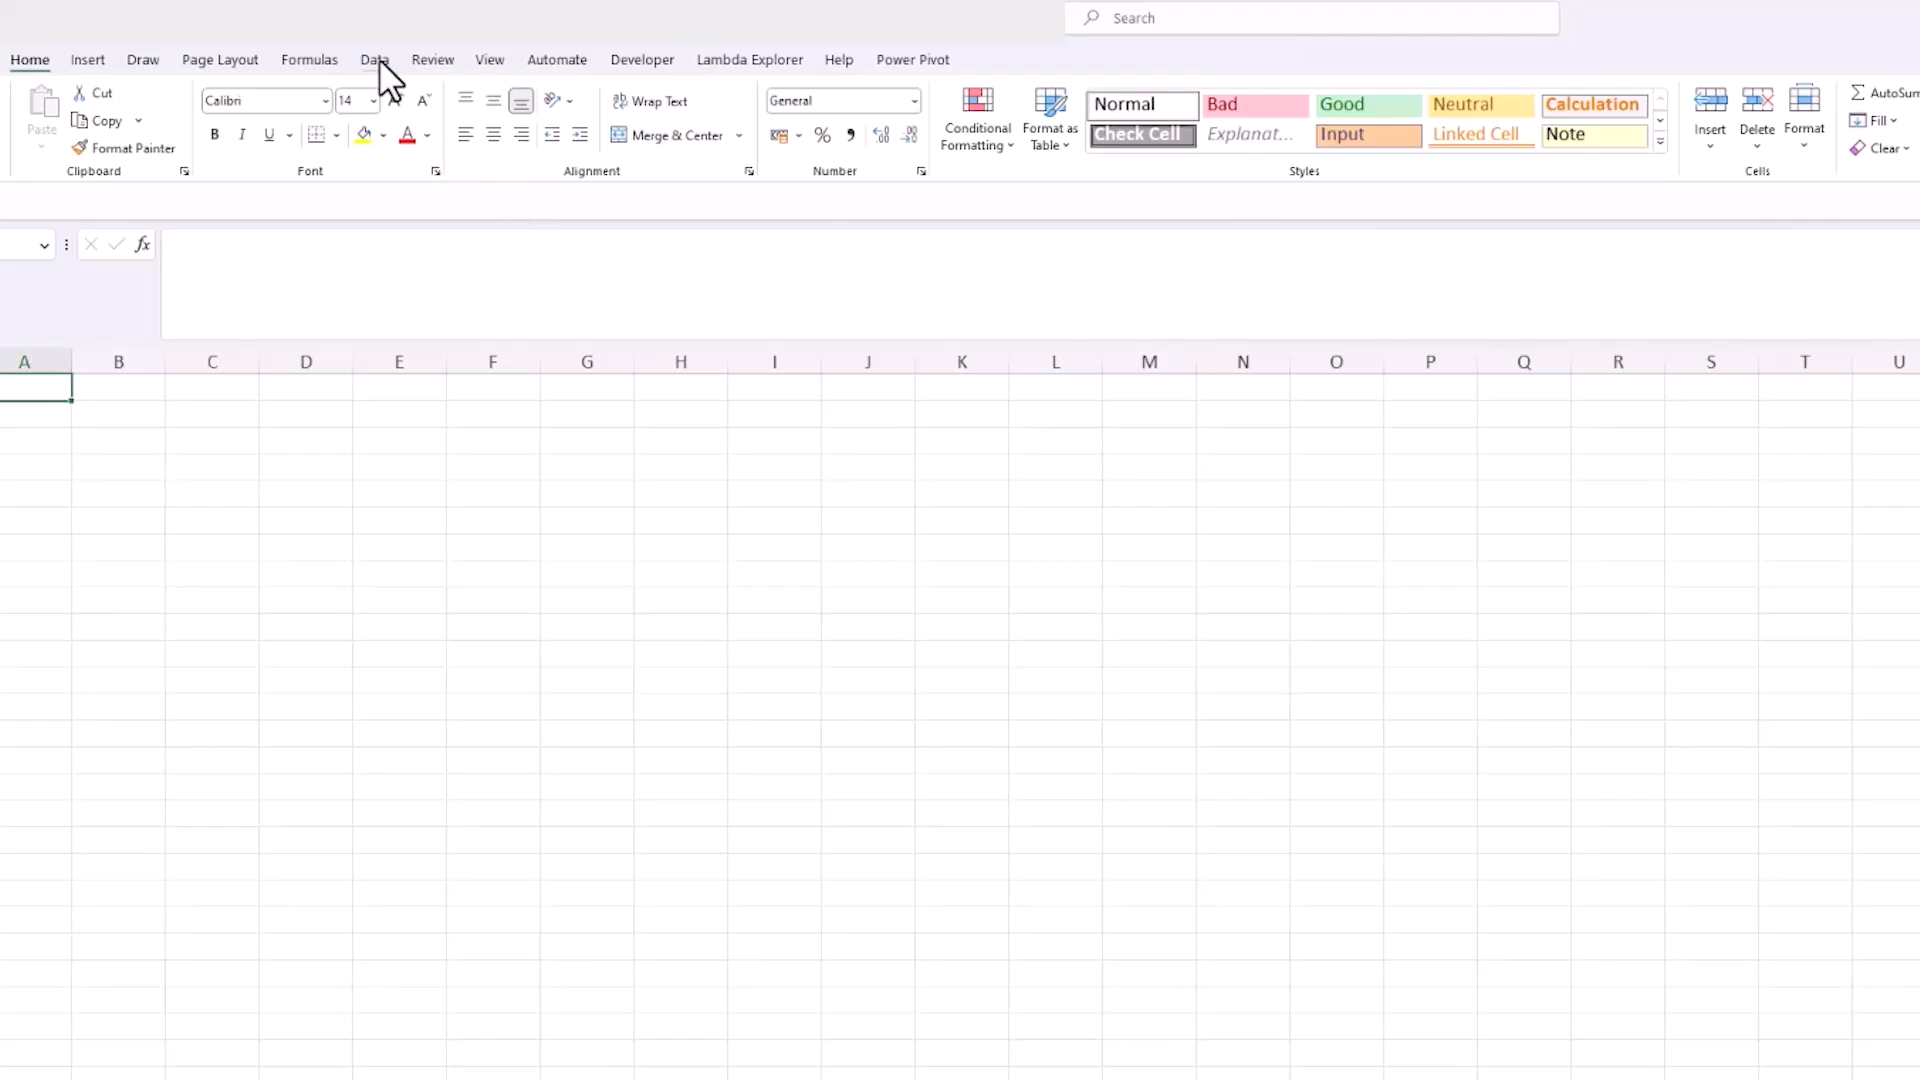 Search
Home Insert Draw Page Layout Formulas Data Review View Automate Developer Lambda Explorer Help Power Pivot
Paste
Cut
Copy
Format Painter
Clipboard
Calibri 14
B I U
Font
Wrap Text
Merge & Center
Alignment
General
%
Number
Conditional Formatting
Format as Table
Normal Bad Good Neutral Calculation
Check Cell Explanat... Input Linked Cell Note
Styles
Insert Delete Format
Cells
AutoSum
Fill
Clear
fx
A B C D E F G H I J K L M N O P Q R S T U